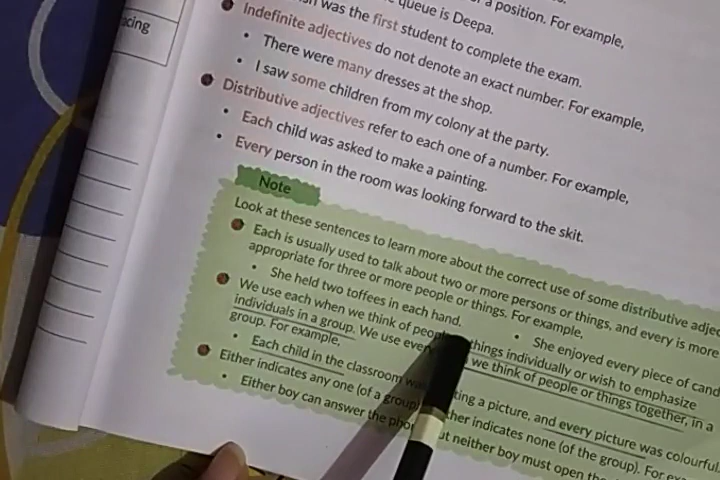 a position. For example,
queue is Deepa.
was the first student to complete the exam.
Indefinite adjectives do not denote an exact number. For example,
• There were many dresses at the shop.
• I saw some children from my colony at the party.
Distributive adjectives refer to each one of a number. For example,
• Each child was asked to make a painting.
• Every person in the room was looking forward to the skit.
Note
Look at these sentences to learn more about the correct use of some distributive
Each is usually used to talk about two or more persons or things, and every is more
appropriate for three or more people or things. For example,
• She held two toffees in each hand. • She enjoyed every piece of
We use each when we think of things individually or wish to emphasize
individuals in a group. We use we think of people or things together, in a
group. For example,
• Each child in the classroom a picture, and every picture was colourful.
Either indicates any one (of a group) indicates none (of the group). For
• Either boy can answer the neither boy must open the